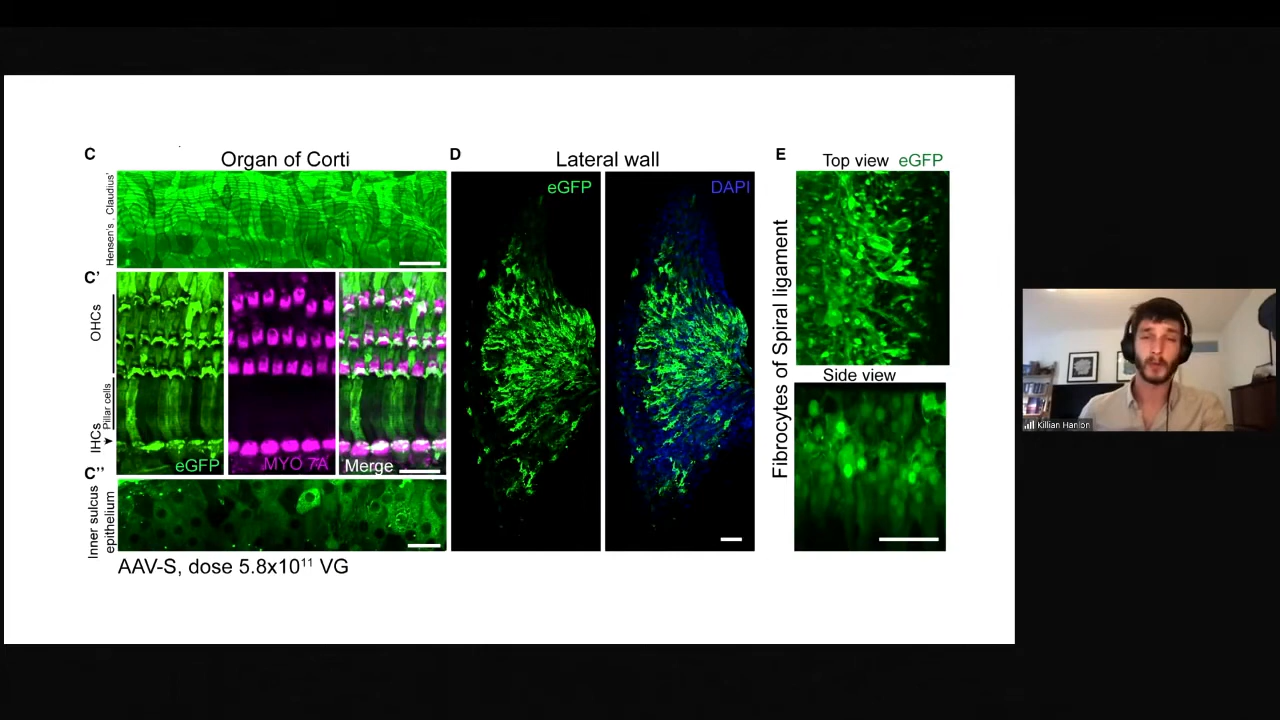 C
Organ of Corti
Hensen's
Claudius'
C'
OHCs
Pillar cells
IHCs
eGFP
MYO 7A
Merge
C''
Inner sulcus
epithelium
AAV-S, dose 5.8x10¹¹ VG
D
Lateral wall
eGFP
DAPI
E
Top view eGFP
Fibrocytes of Spiral ligament
Side view
Killian Hanlon